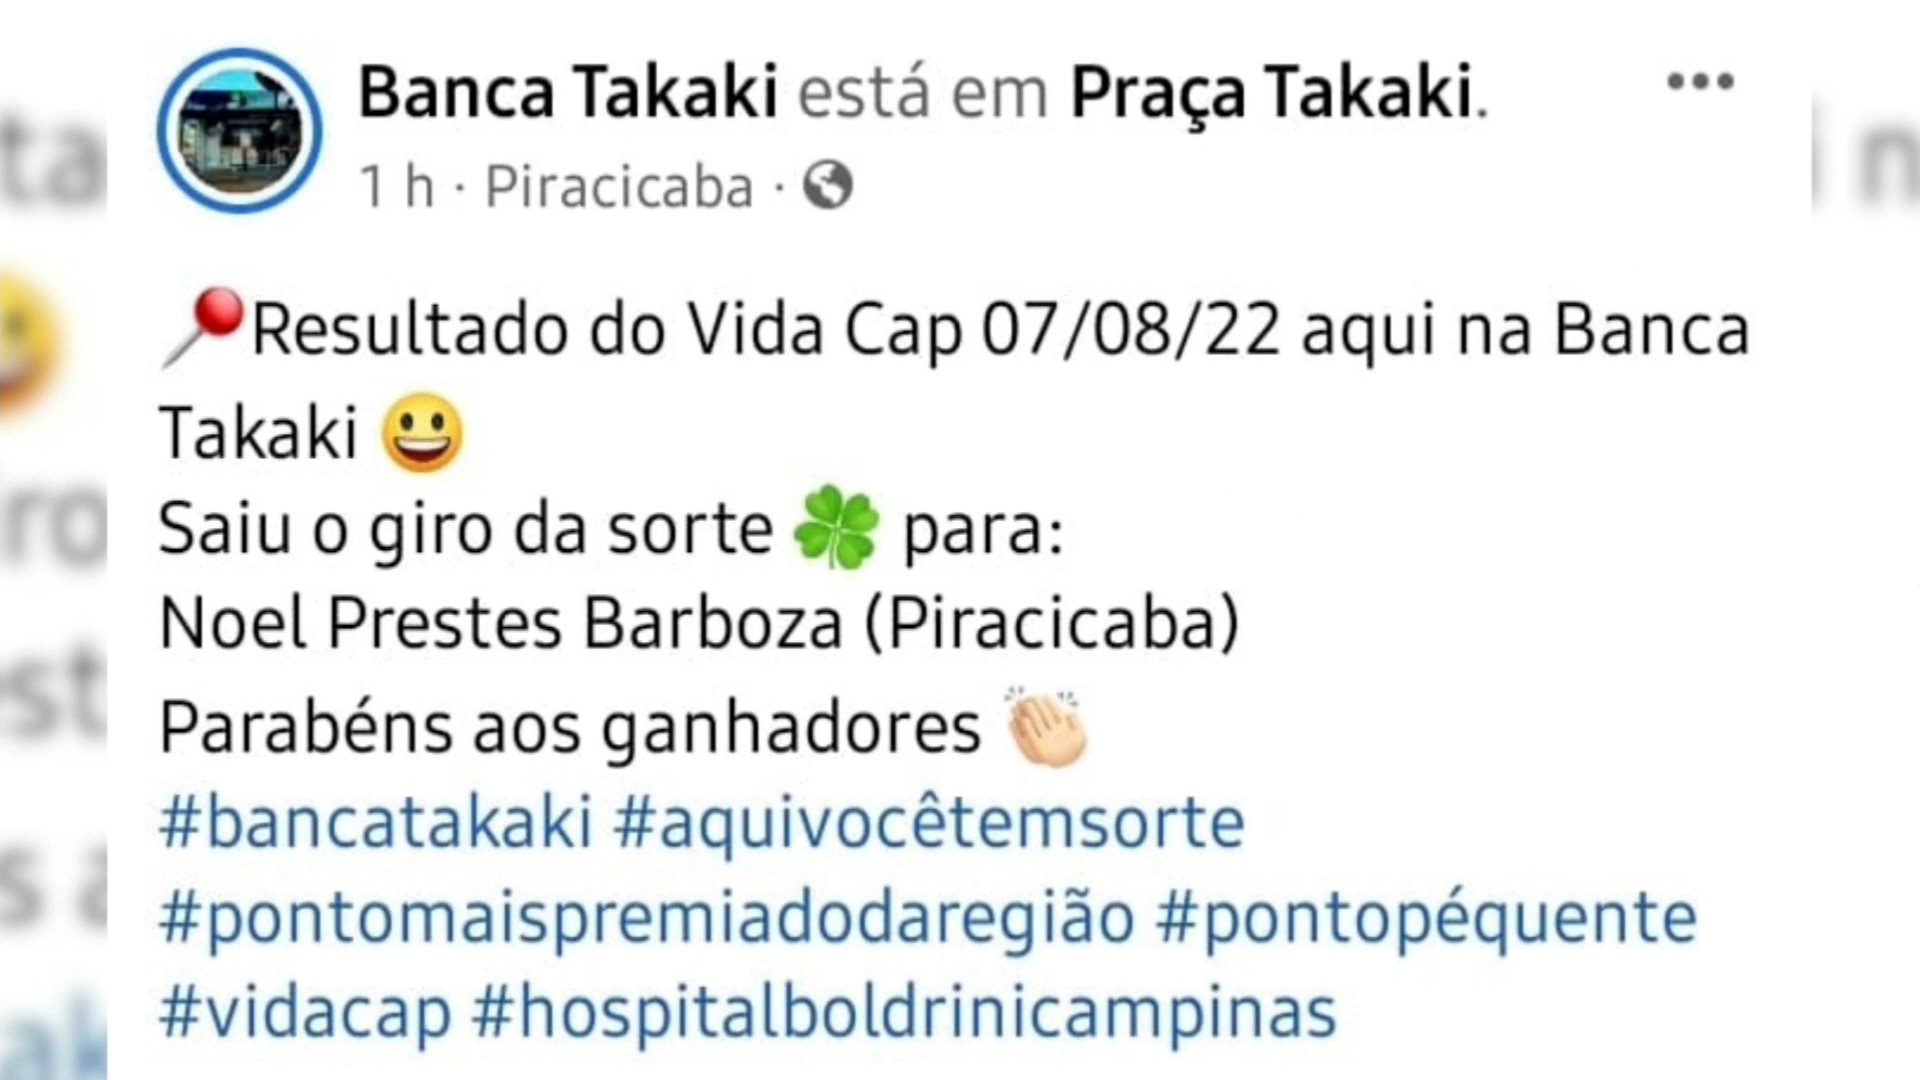 Banca Takaki está em Praça Takaki.
1 h · Piracicaba ·
📍Resultado do Vida Cap 07/08/22 aqui na Banca
Takaki 😃
Saiu o giro da sorte 🍀 para:
Noel Prestes Barboza (Piracicaba)
Parabéns aos ganhadores 👏🏻
#bancatakaki #aquivocêtemsorte
#pontomaispremiadodaregião #pontopéquente
#vidacap #hospitalboldrinicampinas